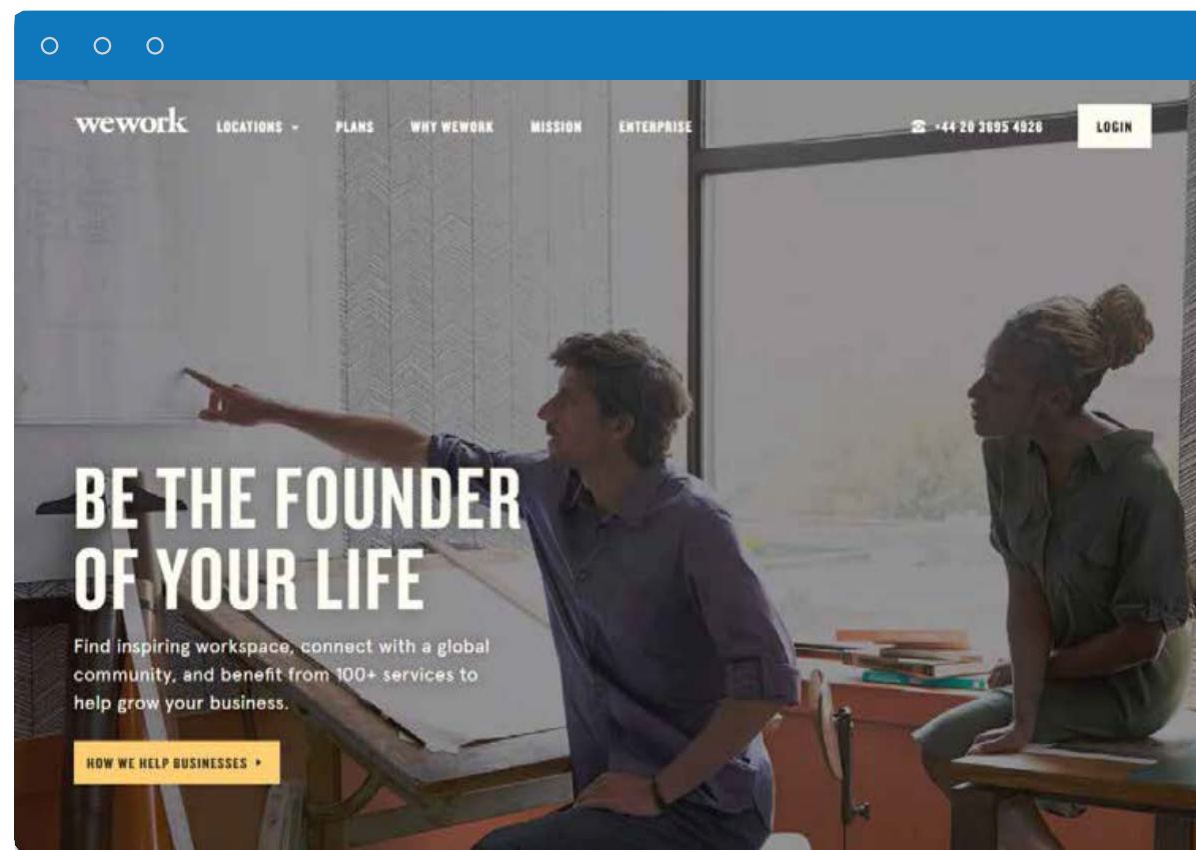 wework
LOCATIONS
PLANS
WHY WEWORK
MISSION
ENTERPRISE
+44 20 3695 4926
LOGIN
BE THE FOUNDER
OF YOUR LIFE
Find inspiring workspace, connect with a global
community, and benefit from 100+ services to
help grow your business.
HOW WE HELP BUSINESSES